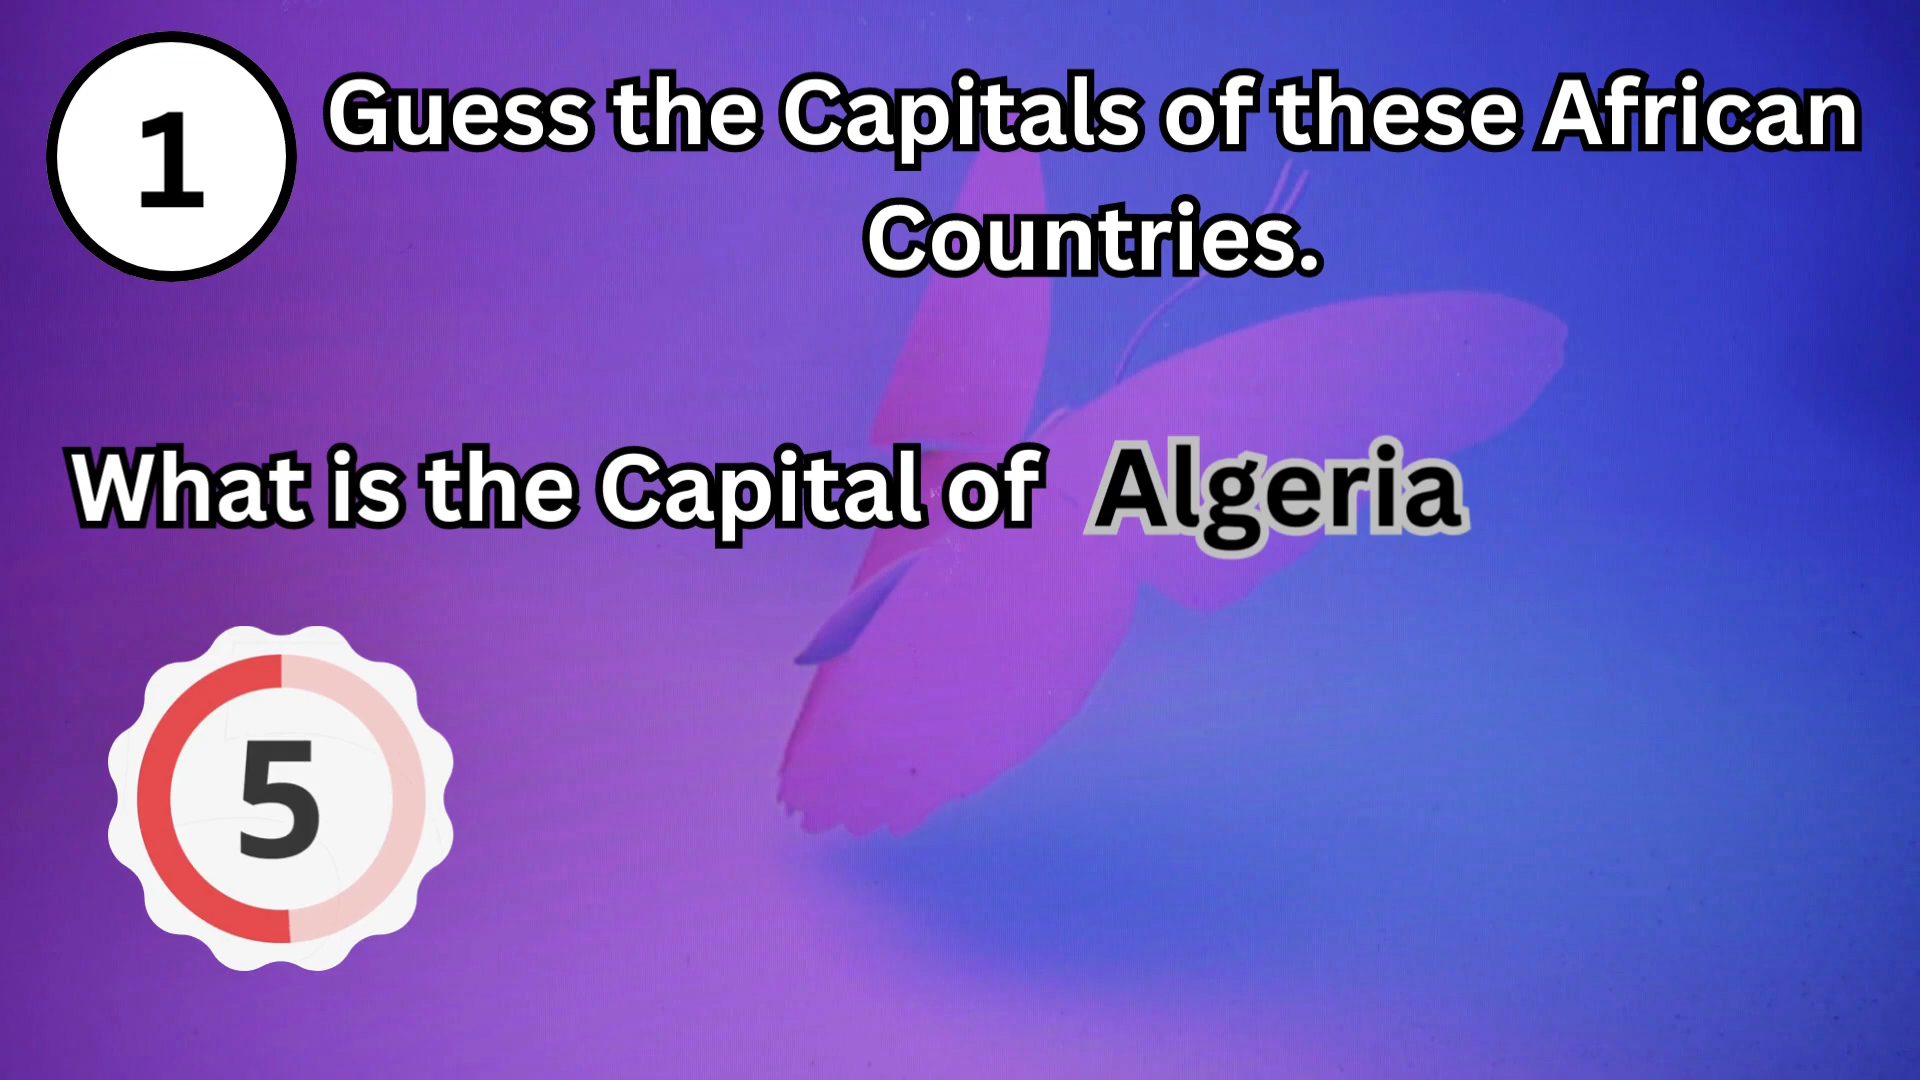 1
Guess the Capitals of these African
Countries.
What is the Capital of Algeria
5